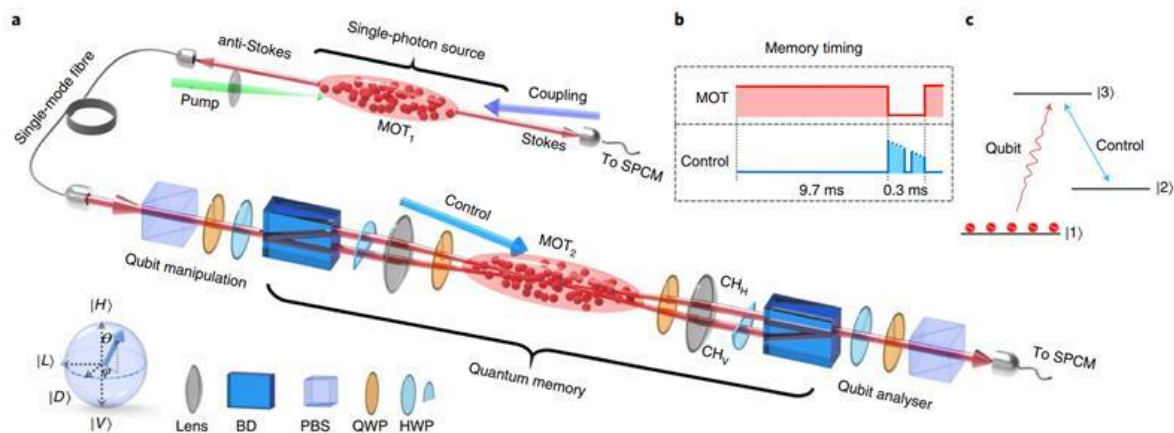 a
Single-mode fibre
anti-Stokes
Single-photon source
Pump
MOT1
Coupling
Stokes
To SPCM
Control
MOT2
Qubit manipulation
CHH
CHV
Quantum memory
Qubit analyser
To SPCM
|H⟩
θ
|L⟩
φ
|D⟩
|V⟩
Lens
BD
PBS
QWP
HWP
b
Memory timing
MOT
Control
9.7 ms
0.3 ms
c
|3⟩
Qubit
Control
|2⟩
|1⟩